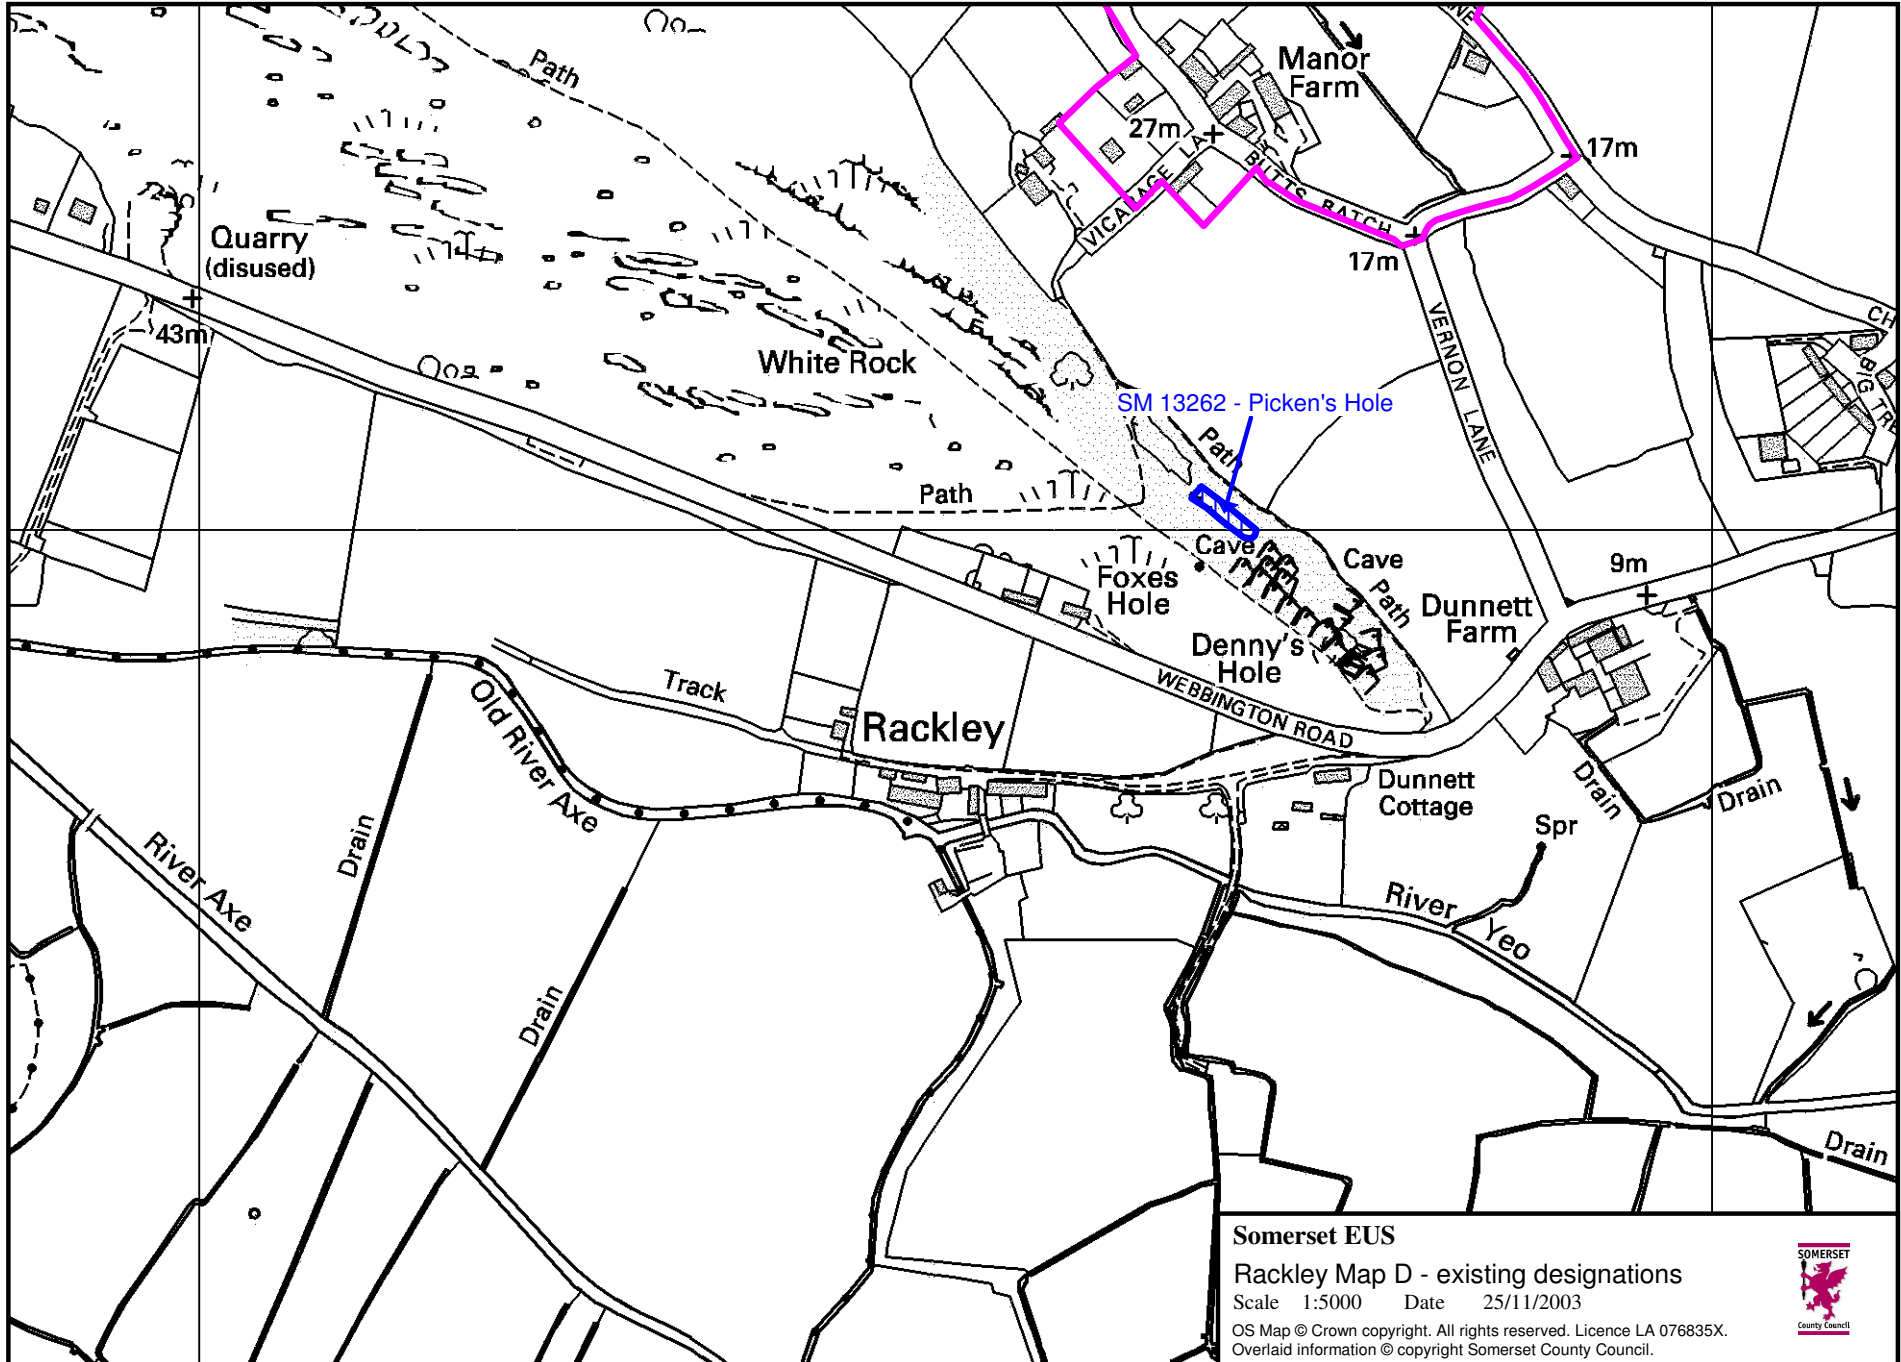 Path
Manor
Farm
27m
VICARAGE LA
BUTTS BATCH
17m
17m
Quarry
(disused)
43m
White Rock
VERNON LANE
CH
BIG TRE
SM 13262 - Picken's Hole
Path
Path
Cave
Cave
Path
Foxes
Hole
Denny's
Hole
Dunnett
Farm
9m
WEBBINGTON ROAD
Track
Rackley
Old River Axe
Dunnett
Cottage
Drain
Drain
Spr
River Axe
Drain
Drain
River Yeo
Drain
Somerset EUS
Rackley Map D - existing designations
Scale 1:5000 Date 25/11/2003
OS Map © Crown copyright. All rights reserved. Licence LA 076835X.
Overlaid information © copyright Somerset County Council.
SOMERSET
County Council